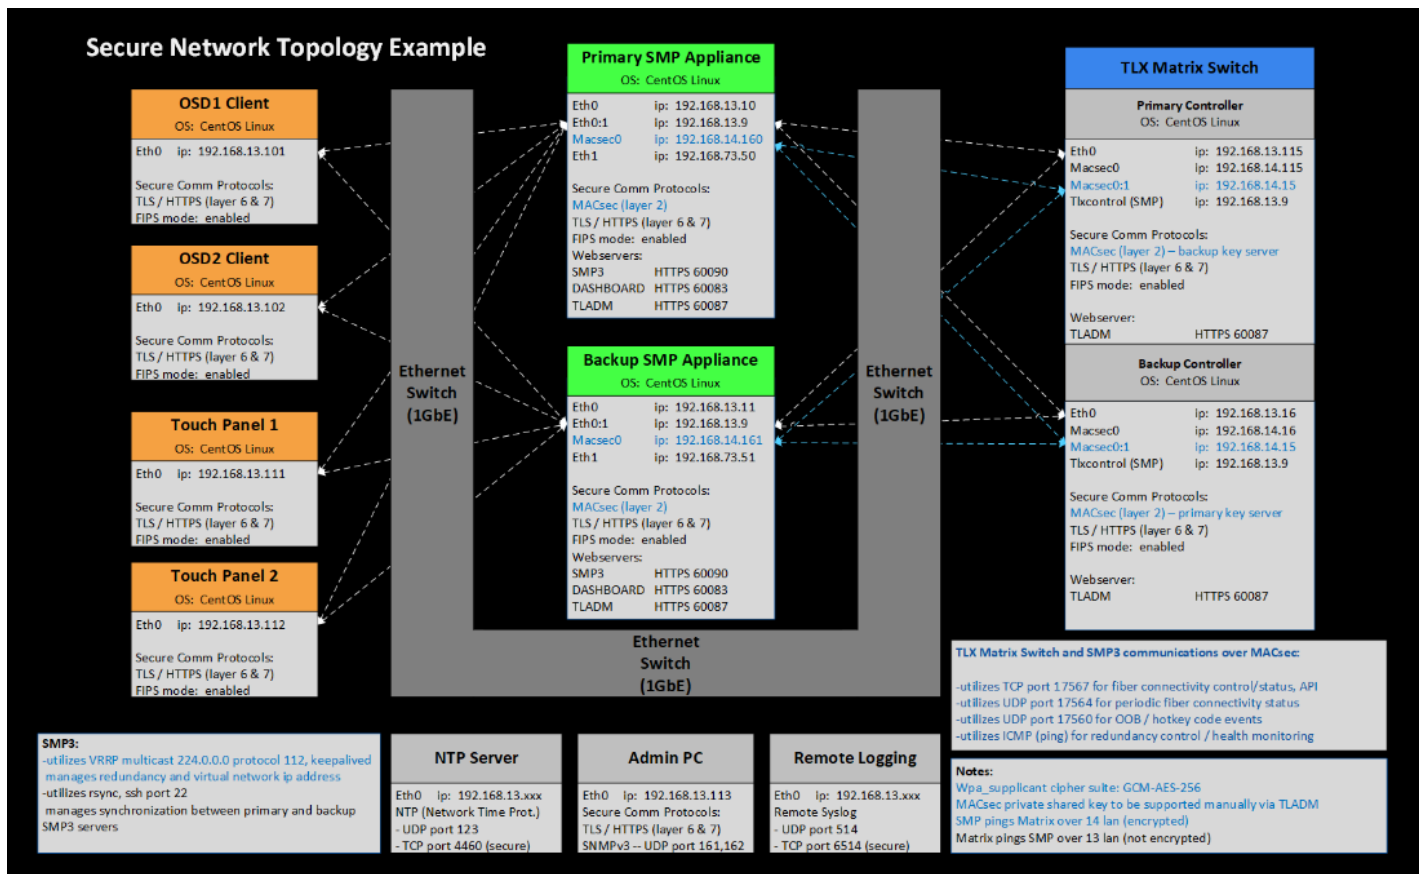 Secure Network Topology Example
OSD1 Client
OS: CentOS Linux
Eth0 ip: 192.168.13.101
Secure Comm Protocols:
TLS / HTTPS (layer 6 & 7)
FIPS mode: enabled
OSD2 Client
OS: CentOS Linux
Eth0 ip: 192.168.13.102
Secure Comm Protocols:
TLS / HTTPS (layer 6 & 7)
FIPS mode: enabled
Touch Panel 1
OS: CentOS Linux
Eth0 ip: 192.168.13.111
Secure Comm Protocols:
TLS / HTTPS (layer 6 & 7)
FIPS mode: enabled
Touch Panel 2
OS: CentOS Linux
Eth0 ip: 192.168.13.112
Secure Comm Protocols:
TLS / HTTPS (layer 6 & 7)
FIPS mode: enabled
Ethernet
Switch
(1GbE)
Primary SMP Appliance
OS: CentOS Linux
Eth0 ip: 192.168.13.10
Eth0:1 ip: 192.168.13.9
Macsec0 ip: 192.168.14.160
Eth1 ip: 192.168.73.50
Secure Comm Protocols:
MACsec (layer 2)
TLS / HTTPS (layer 6 & 7)
FIPS mode: enabled
Webservers:
SMP3 HTTPS 60090
DASHBOARD HTTPS 60083
TLADM HTTPS 60087
Backup SMP Appliance
OS: CentOS Linux
Eth0 ip: 192.168.13.11
Eth0:1 ip: 192.168.13.9
Macsec0 ip: 192.168.14.161
Eth1 ip: 192.168.73.51
Secure Comm Protocols:
MACsec (layer 2)
TLS / HTTPS (layer 6 & 7)
FIPS mode: enabled
Webservers:
SMP3 HTTPS 60090
DASHBOARD HTTPS 60083
TLADM HTTPS 60087
Ethernet
Switch
(1GbE)
Ethernet
Switch
(1GbE)
TLX Matrix Switch
Primary Controller
OS: CentOS Linux
Eth0 ip: 192.168.13.115
Macsec0 ip: 192.168.14.115
Macsec0:1 ip: 192.168.14.15
Tlxcontrol (SMP) ip: 192.168.13.9
Secure Comm Protocols:
MACsec (layer 2) – backup key server
TLS / HTTPS (layer 6 & 7)
FIPS mode: enabled
Webserver:
TLADM HTTPS 60087
Backup Controller
OS: CentOS Linux
Eth0 ip: 192.168.13.16
Macsec0 ip: 192.168.14.16
Macsec0:1 ip: 192.168.14.15
Tlxcontrol (SMP) ip: 192.168.13.9
Secure Comm Protocols:
MACsec (layer 2) – primary key server
TLS / HTTPS (layer 6 & 7)
FIPS mode: enabled
Webserver:
TLADM HTTPS 60087
TLX Matrix Switch and SMP3 communications over MACsec:
-utilizes TCP port 17567 for fiber connectivity control/status, API
-utilizes UDP port 17564 for periodic fiber connectivity status
-utilizes UDP port 17560 for OOB / hotkey code events
-utilizes ICMP (ping) for redundancy control / health monitoring
SMP3:
-utilizes VRRP multicast 224.0.0.0 protocol 112, keepalived
manages redundancy and virtual network ip address
-utilizes rsync, ssh port 22
manages synchronization between primary and backup
SMP3 servers
NTP Server
Eth0 ip: 192.168.13.xxx
NTP (Network Time Prot.)
- UDP port 123
- TCP port 4460 (secure)
Admin PC
Eth0 ip: 192.168.13.113
Secure Comm Protocols:
TLS / HTTPS (layer 6 & 7)
SNMPv3 -- UDP port 161,162
Remote Logging
Eth0 ip: 192.168.13.xxx
Remote Syslog
- UDP port 514
- TCP port 6514 (secure)
Notes:
Wpa_supplicant cipher suite: GCM-AES-256
MACsec private shared key to be supported manually via TLADM
SMP pings Matrix over 14 lan (encrypted)
Matrix pings SMP over 13 lan (not encrypted)